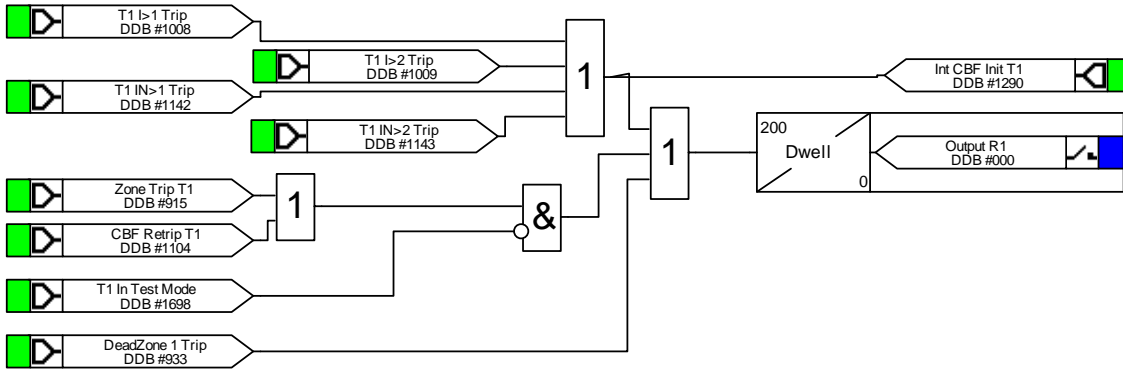 T1 I>1 Trip
DDB #1008
T1 I>2 Trip
DDB #1009
T1 IN>1 Trip
DDB #1142
T1 IN>2 Trip
DDB #1143
1
Int CBF Init T1
DDB #1290
Zone Trip T1
DDB #915
CBF Retrip T1
DDB #1104
1
T1 In Test Mode
DDB #1698
&
DeadZone 1 Trip
DDB #933
1
200
Dwell
0
Output R1
DDB #000